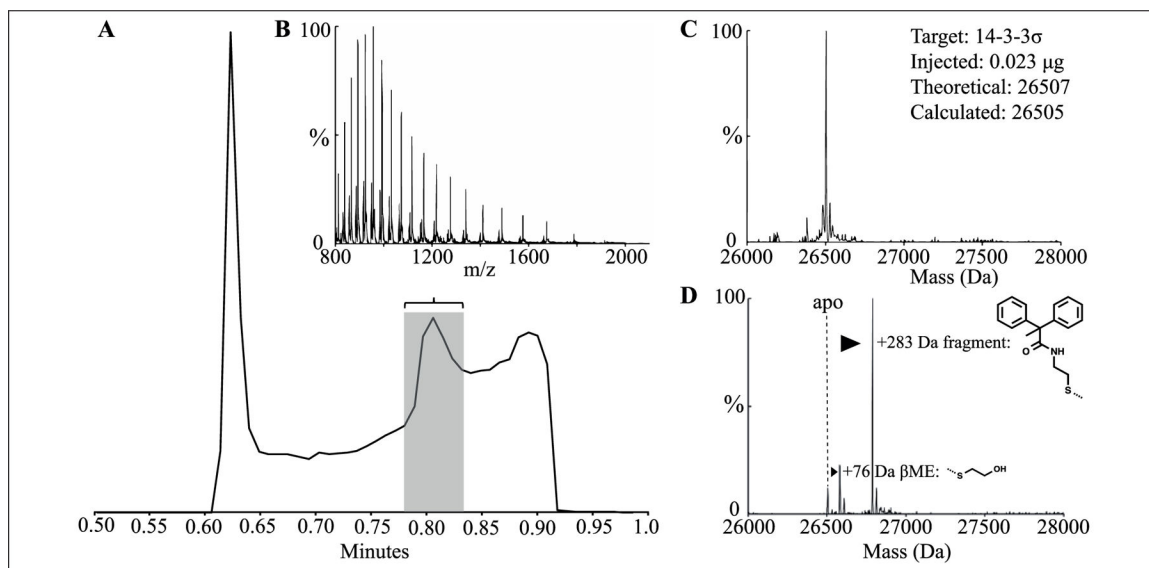 A
0.50 0.55 0.60 0.65 0.70 0.75 0.80 0.85 0.90 0.95 1.0
Minutes
B
100
%
0
800 1200 1600 2000
m/z
C
100
%
0
26000 26500 27000 27500 28000
Mass (Da)
Target: 14-3-3σ
Injected: 0.023 μg
Theoretical: 26507
Calculated: 26505
D
100
%
0
apo
+283 Da fragment:
O
NH
S
+76 Da βME:
S
OH
26000 26500 27000 27500 28000
Mass (Da)